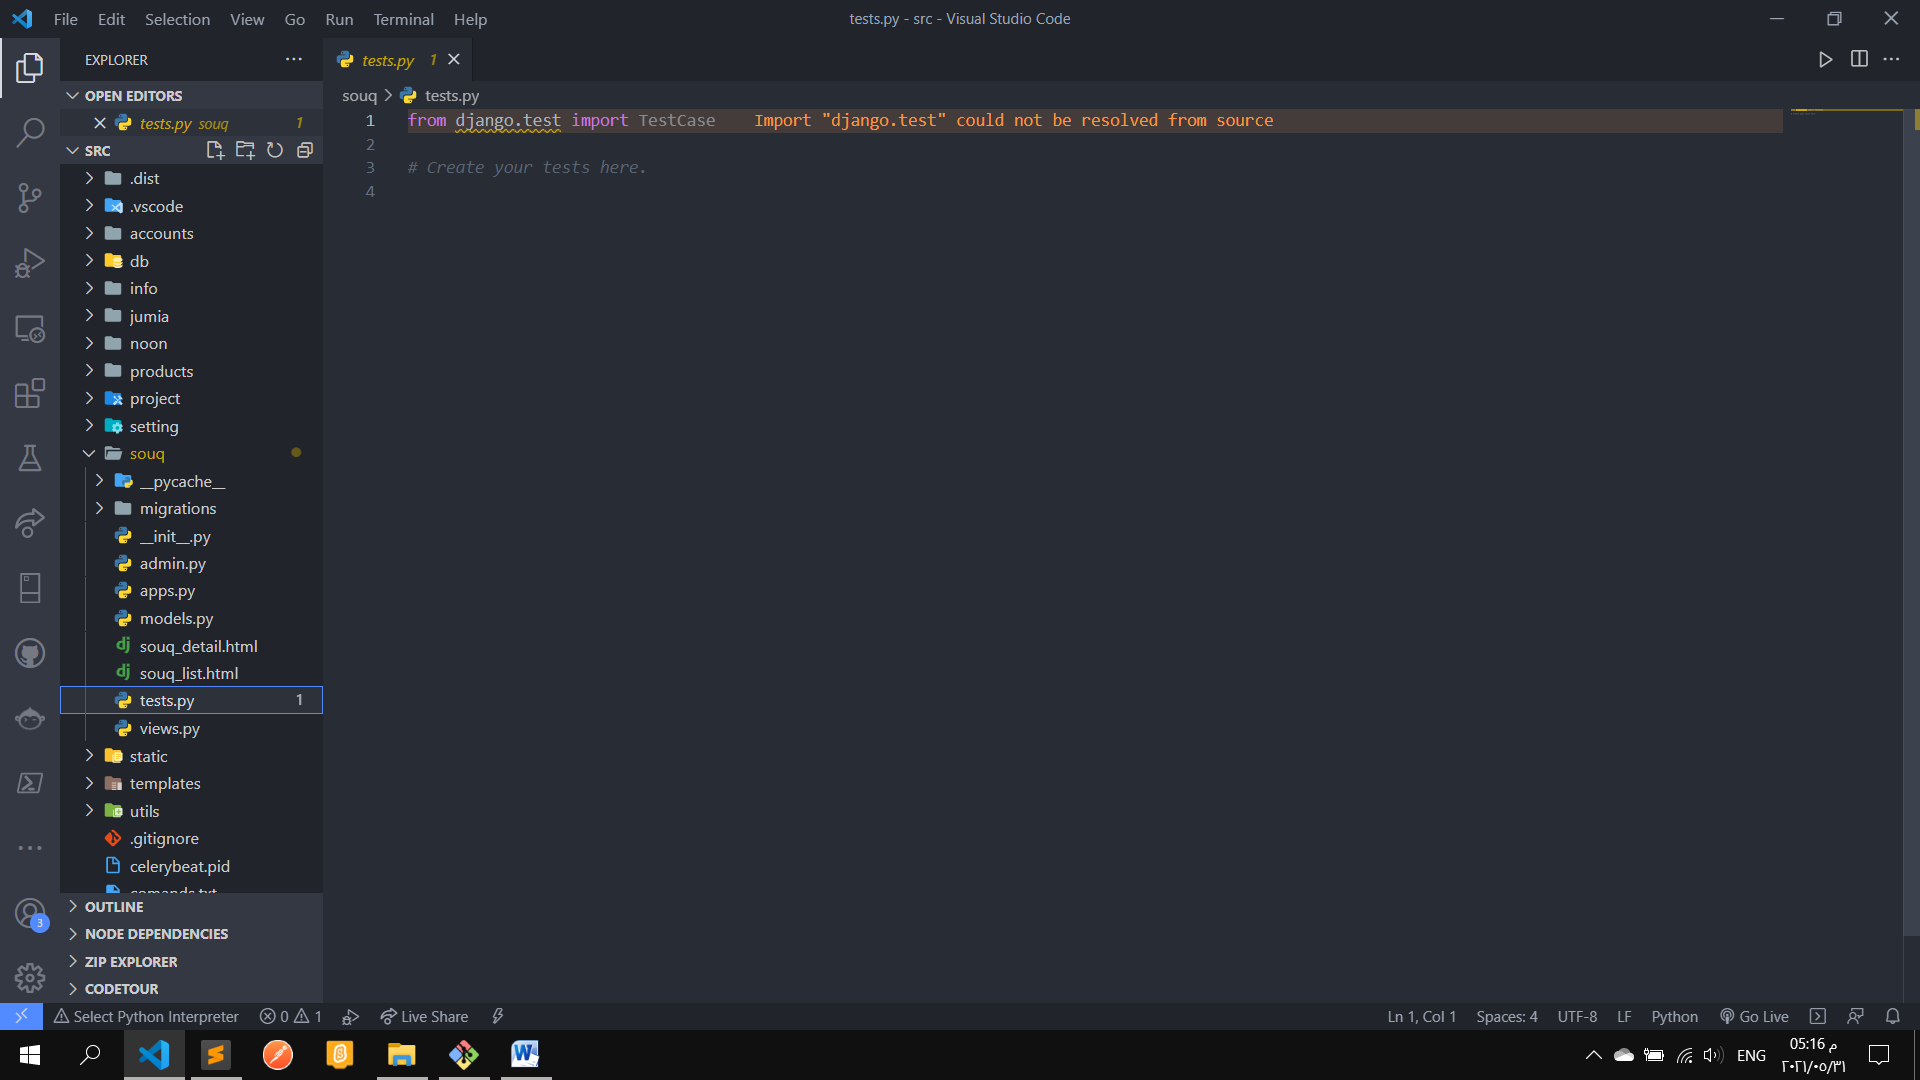 File Edit Selection View Go Run Terminal Help
tests.py - src - Visual Studio Code
EXPLORER
OPEN EDITORS
tests.py souq 1
SRC
.dist
.vscode
accounts
db
info
jumia
noon
products
project
setting
souq
__pycache__
migrations
__init__.py
admin.py
apps.py
models.py
dj souq_detail.html
dj souq_list.html
tests.py 1
views.py
static
templates
utils
.gitignore
celerybeat.pid
comands.txt
OUTLINE
NODE DEPENDENCIES
ZIP EXPLORER
CODETOUR
3
tests.py 1
souq > tests.py
1 from django.test import TestCase Import "django.test" could not be resolved from source
2
3 # Create your tests here.
4
Select Python Interpreter 0 1 Live Share
Ln 1, Col 1 Spaces: 4 UTF-8 LF Python Go Live
ENG
05:16 م
٢٠٢١/٠٥/٣١